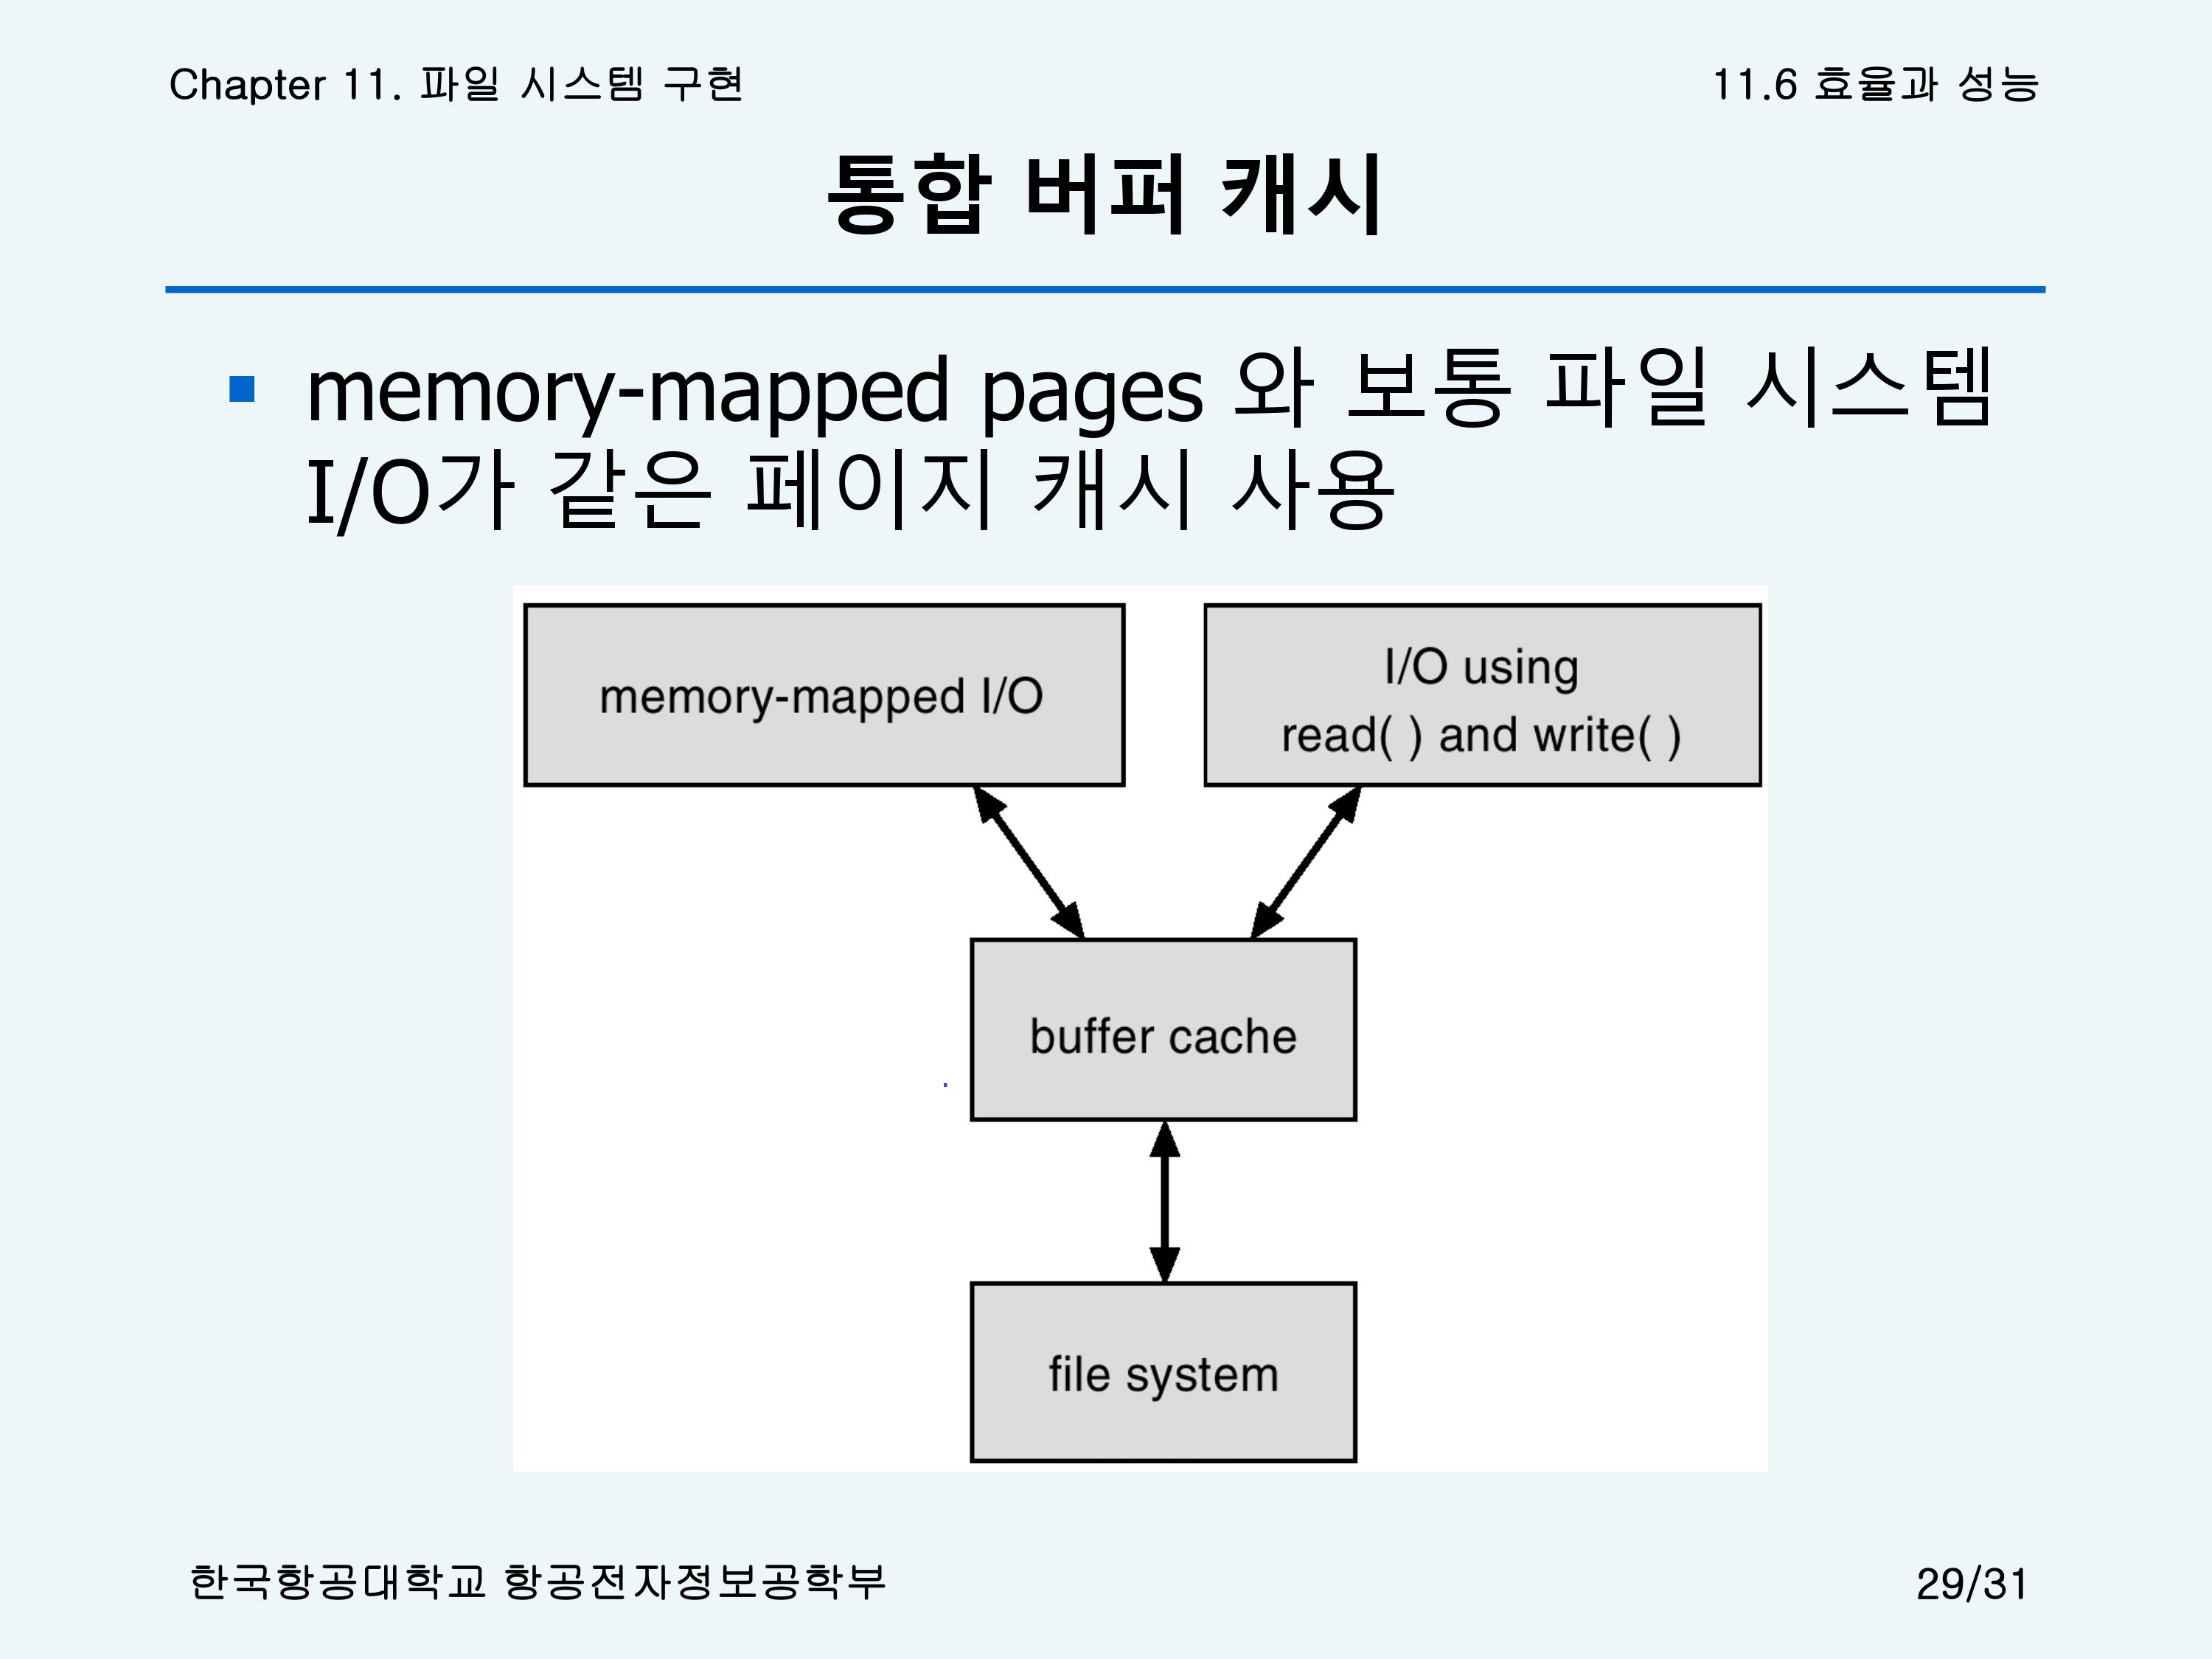 Chapter 11. 파일 시스템 구현
11.6 효율과 성능
통합 버퍼 캐시
memory-mapped pages 와 보통 파일 시스템
I/O가 같은 페이지 캐시 사용
memory-mapped I/O
I/O using
read( ) and write( )
buffer cache
file system
한국항공대학교 항공전자정보공학부
29/31